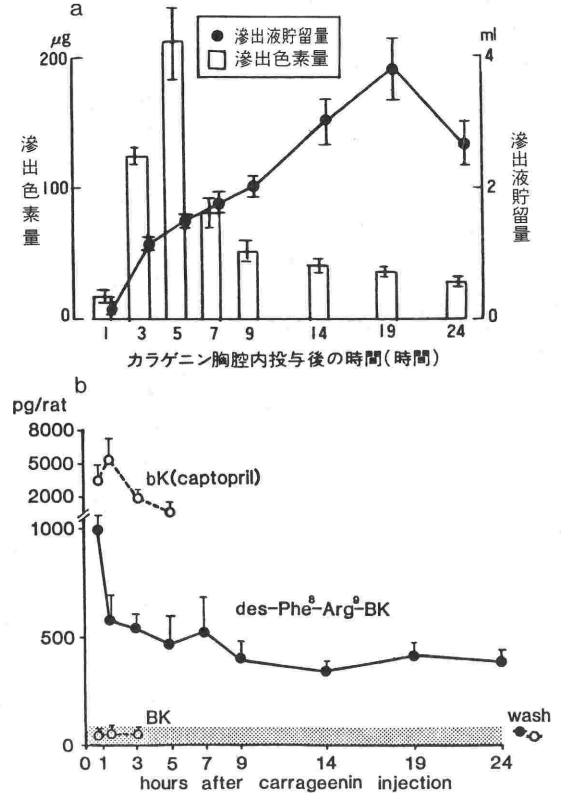 a
μg
ml
200
100
0
4
2
0
滲出液貯留量
滲出色素量
滲出色素量
滲出液貯留量
1 3 5 7 9 14 19 24
カラゲニン胸腔内投与後の時間(時間)
b
pg/rat
8000
5000
2000
1000
500
0
bK(captopril)
des-Phe⁸-Arg⁹-BK
BK
wash
0 1 3 5 7 9 14 19 24
hours after carrageenin injection